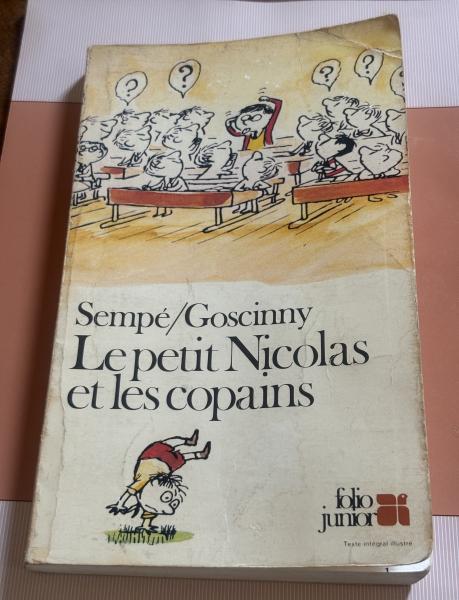 ?
?
?
?
Sempé/Goscinny
Le petit Nicolas
et les copains
folio
junior
Texte intégral illustré